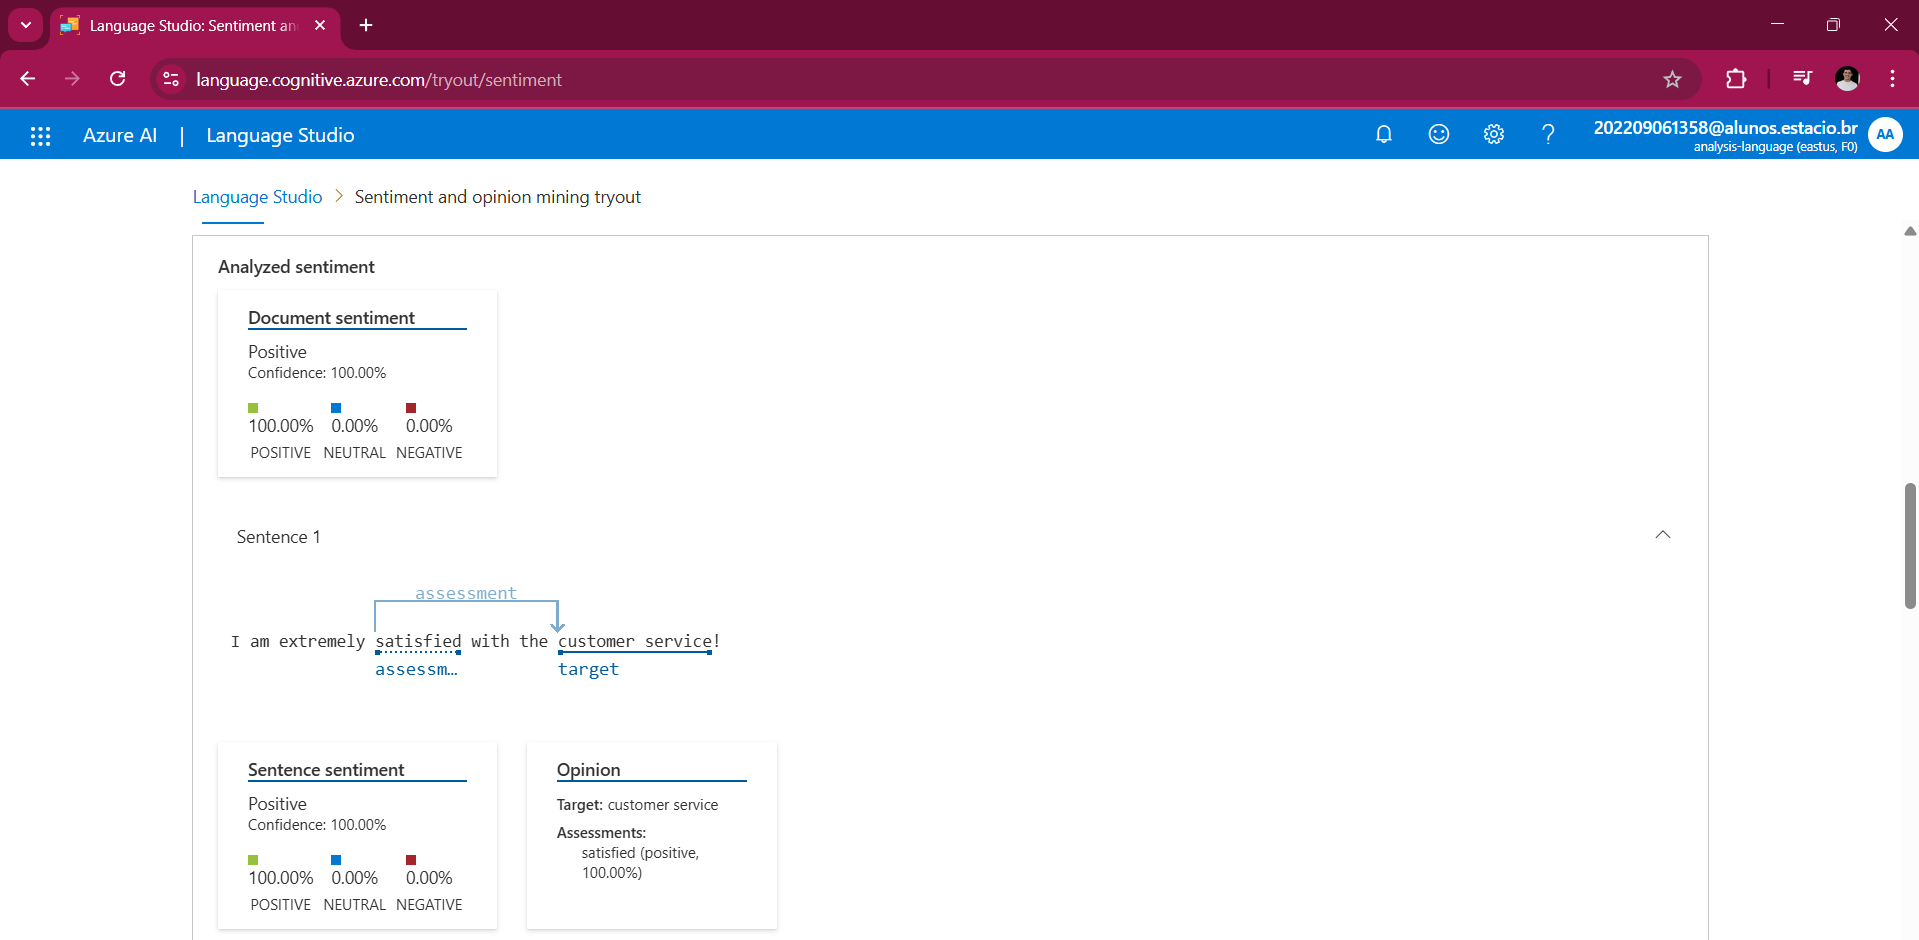 Language Studio: Sentiment an
language.cognitive.azure.com/tryout/sentiment
Azure AI | Language Studio
202209061358@alunos.estacio.br
analysis-language (eastus, F0)
AA
Language Studio > Sentiment and opinion mining tryout
Analyzed sentiment
Document sentiment
Positive
Confidence: 100.00%
100.00% 0.00% 0.00%
POSITIVE NEUTRAL NEGATIVE
Sentence 1
assessment
I am extremely satisfied with the customer service!
assessm… target
Sentence sentiment
Positive
Confidence: 100.00%
100.00% 0.00% 0.00%
POSITIVE NEUTRAL NEGATIVE
Opinion
Target: customer service
Assessments:
satisfied (positive,
100.00%)